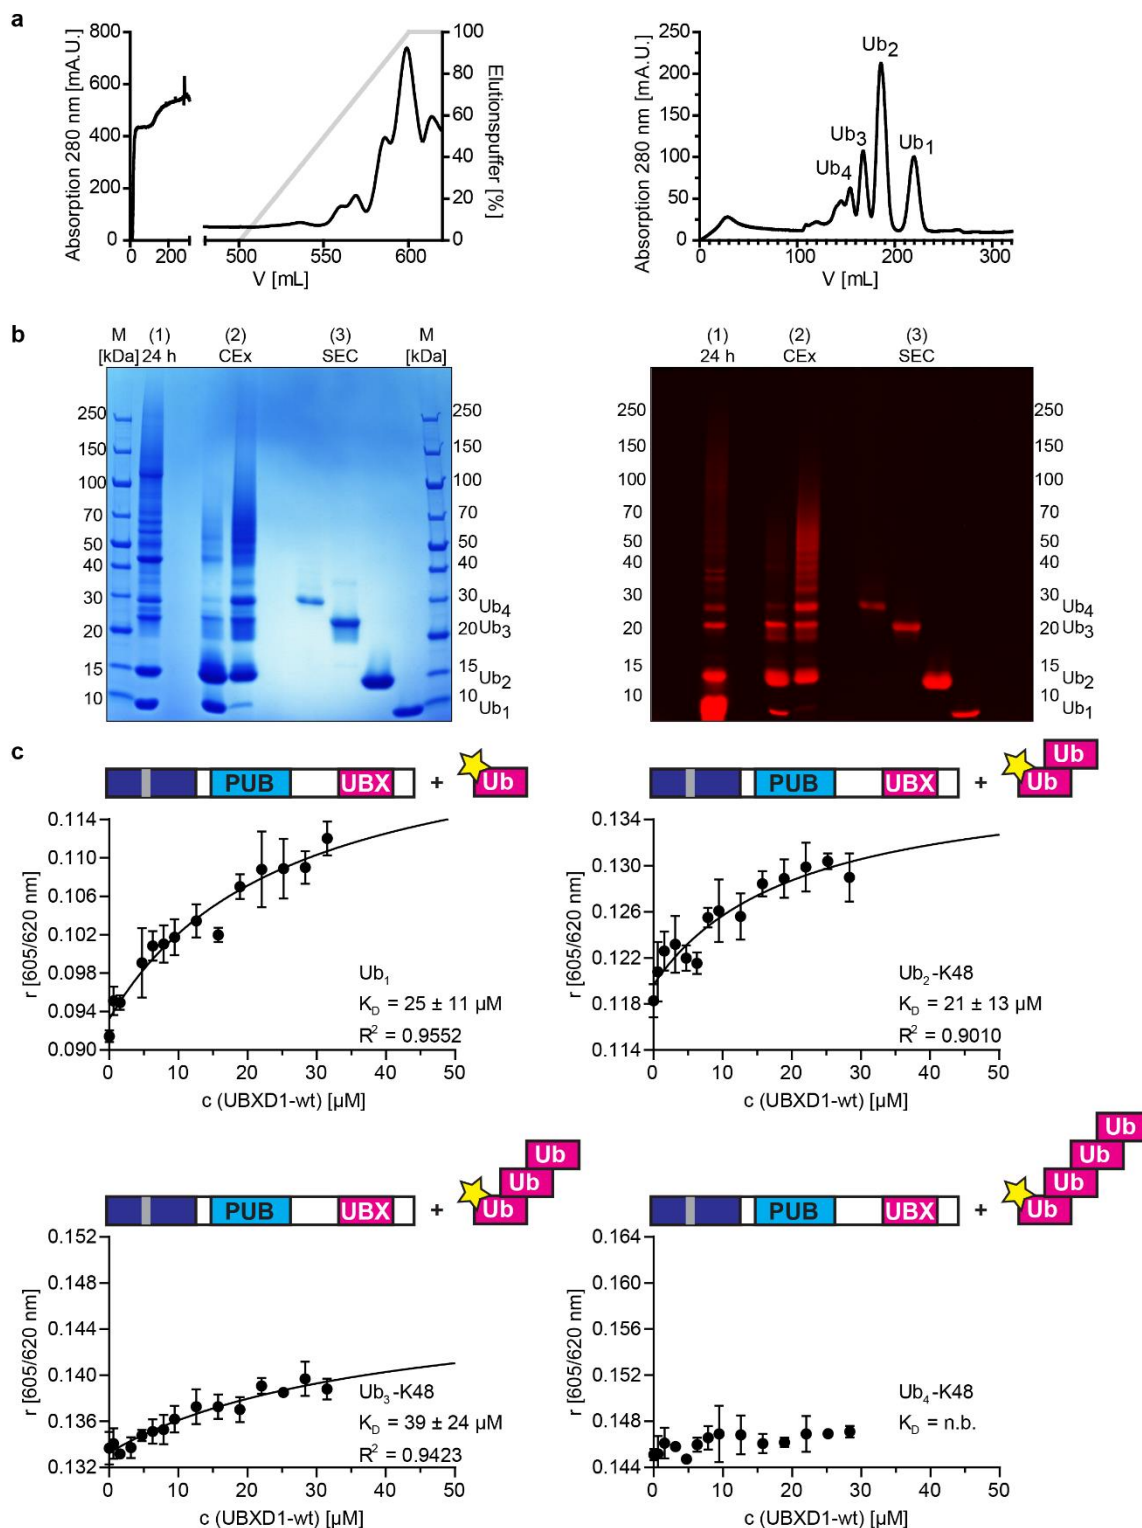 a
Absorption 280 nm [mA.U.]
800
600
400
200
0
0 200
500 550 600
V [mL]
100
80
60
40
20
0
Elutionspuffer [%]
Absorption 280 nm [mA.U.]
250
200
150
100
50
0
0 100 200 300
V [mL]
Ub4 Ub3 Ub2 Ub1
b
M (1) (2) (3) M
[kDa] 24 h CEx SEC [kDa]
250 250
150 150
100 100
70 70
50 50
40 40
30 30
Ub4
20 20 Ub3
15 15
Ub2
10 10
Ub1
(1) (2) (3)
24 h CEx SEC
250 250
150 150
100 100
70 70
50 50
40 40
30 30
Ub4
20 20 Ub3
15 15
Ub2
10 10
Ub1
c
PUB UBX + Ub
r [605/620 nm]
0.114
0.110
0.106
0.102
0.098
0.094
0.090
0 10 20 30 40 50
c (UBXD1-wt) [µM]
Ub1
KD = 25 ± 11 µM
R2 = 0.9552
PUB UBX + Ub Ub
r [605/620 nm]
0.134
0.130
0.126
0.122
0.118
0.114
0 10 20 30 40 50
c (UBXD1-wt) [µM]
Ub2-K48
KD = 21 ± 13 µM
R2 = 0.9010
PUB UBX + Ub Ub Ub
r [605/620 nm]
0.152
0.148
0.144
0.140
0.136
0.132
0 10 20 30 40 50
c (UBXD1-wt) [µM]
Ub3-K48
KD = 39 ± 24 µM
R2 = 0.9423
PUB UBX + Ub Ub Ub Ub
r [605/620 nm]
0.164
0.160
0.156
0.152
0.148
0.144
0 10 20 30 40 50
c (UBXD1-wt) [µM]
Ub4-K48
KD = n.b.